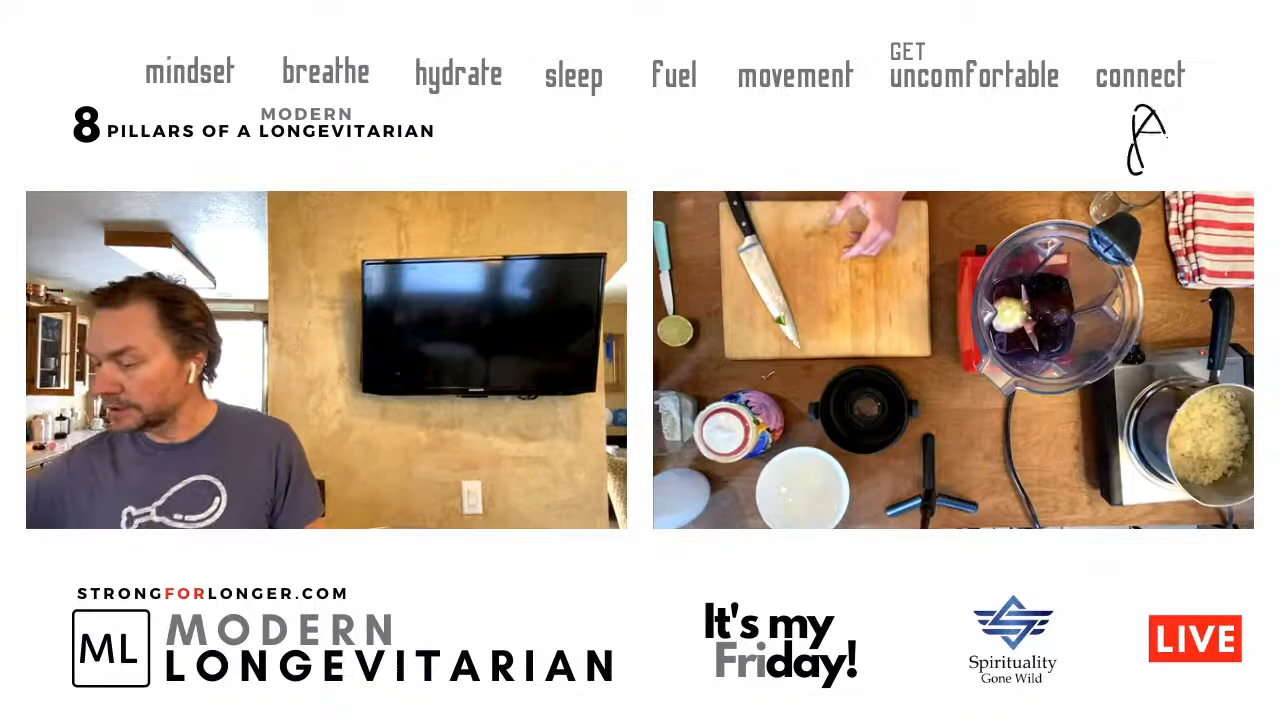 mindset breathe hydrate sleep fuel movement GET uncomfortable connect
MODERN
8 PILLARS OF A LONGEVITARIAN
STRONGFORLONGER.COM
ML MODERN
LONGEVITARIAN
It's my
Friday!
Spirituality
Gone Wild
LIVE